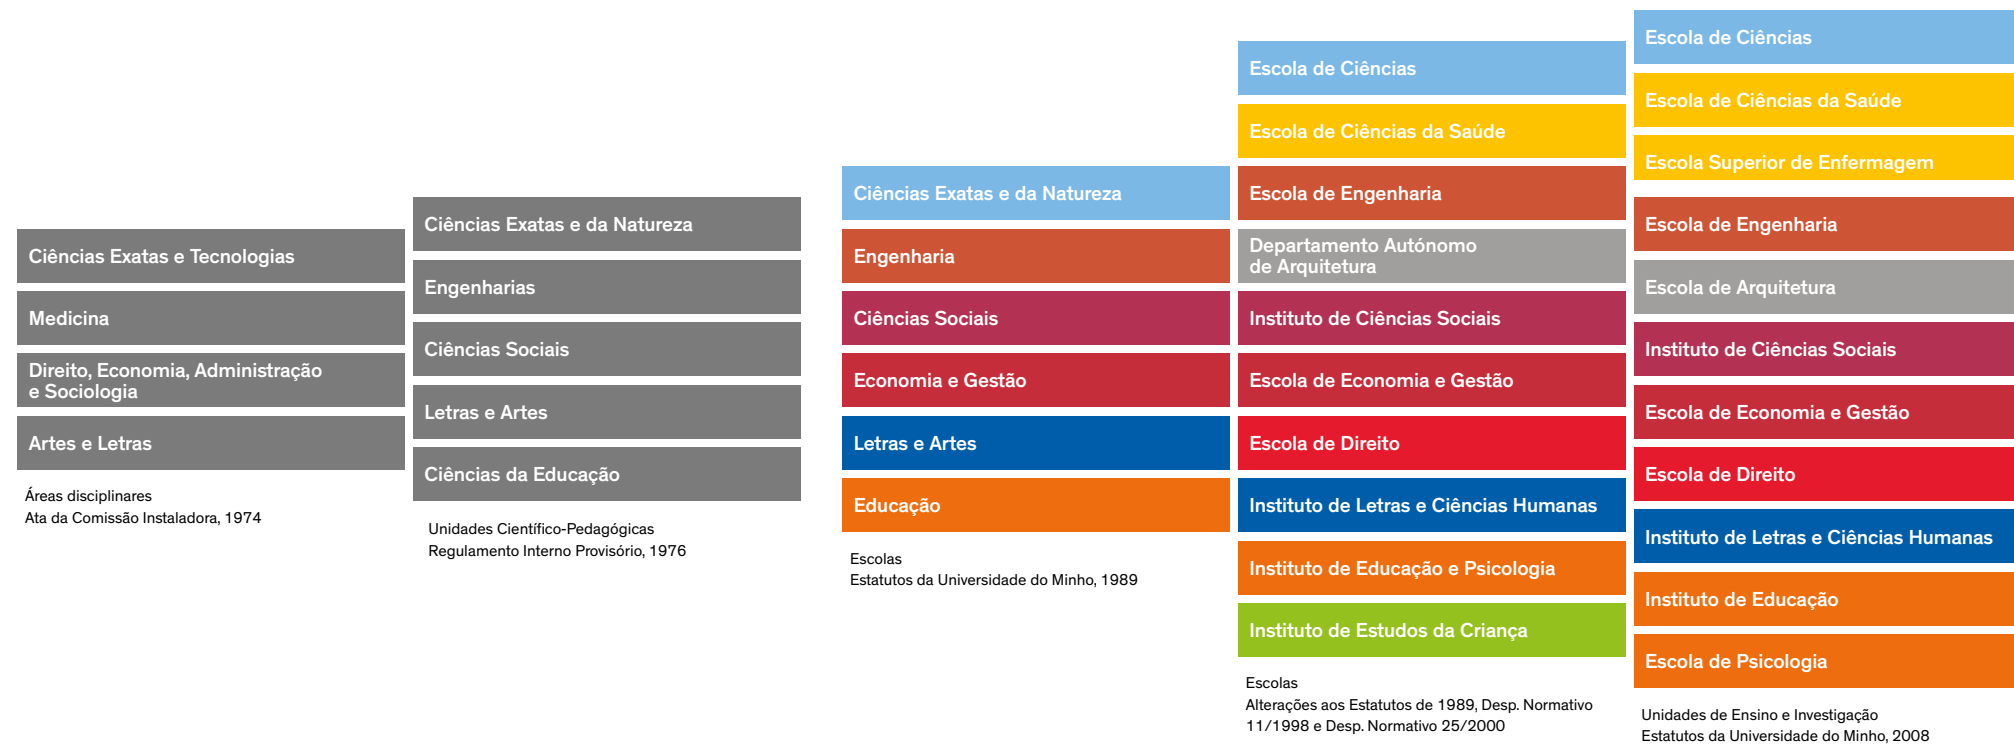 Ciências Exatas e Tecnologias
Medicina
Direito, Economia, Administração
e Sociologia
Artes e Letras
Áreas disciplinares
Ata da Comissão Instaladora, 1974
Ciências Exatas e da Natureza
Engenharias
Ciências Sociais
Letras e Artes
Ciências da Educação
Unidades Científico-Pedagógicas
Regulamento Interno Provisório, 1976
Ciências Exatas e da Natureza
Engenharia
Ciências Sociais
Economia e Gestão
Letras e Artes
Educação
Escolas
Estatutos da Universidade do Minho, 1989
Escola de Ciências
Escola de Ciências da Saúde
Escola de Engenharia
Departamento Autónomo
de Arquitetura
Instituto de Ciências Sociais
Escola de Economia e Gestão
Escola de Direito
Instituto de Letras e Ciências Humanas
Instituto de Educação e Psicologia
Instituto de Estudos da Criança
Escolas
Alterações aos Estatutos de 1989, Desp. Normativo
11/1998 e Desp. Normativo 25/2000
Escola de Ciências
Escola de Ciências da Saúde
Escola Superior de Enfermagem
Escola de Engenharia
Escola de Arquitetura
Instituto de Ciências Sociais
Escola de Economia e Gestão
Escola de Direito
Instituto de Letras e Ciências Humanas
Instituto de Educação
Escola de Psicologia
Unidades de Ensino e Investigação
Estatutos da Universidade do Minho, 2008